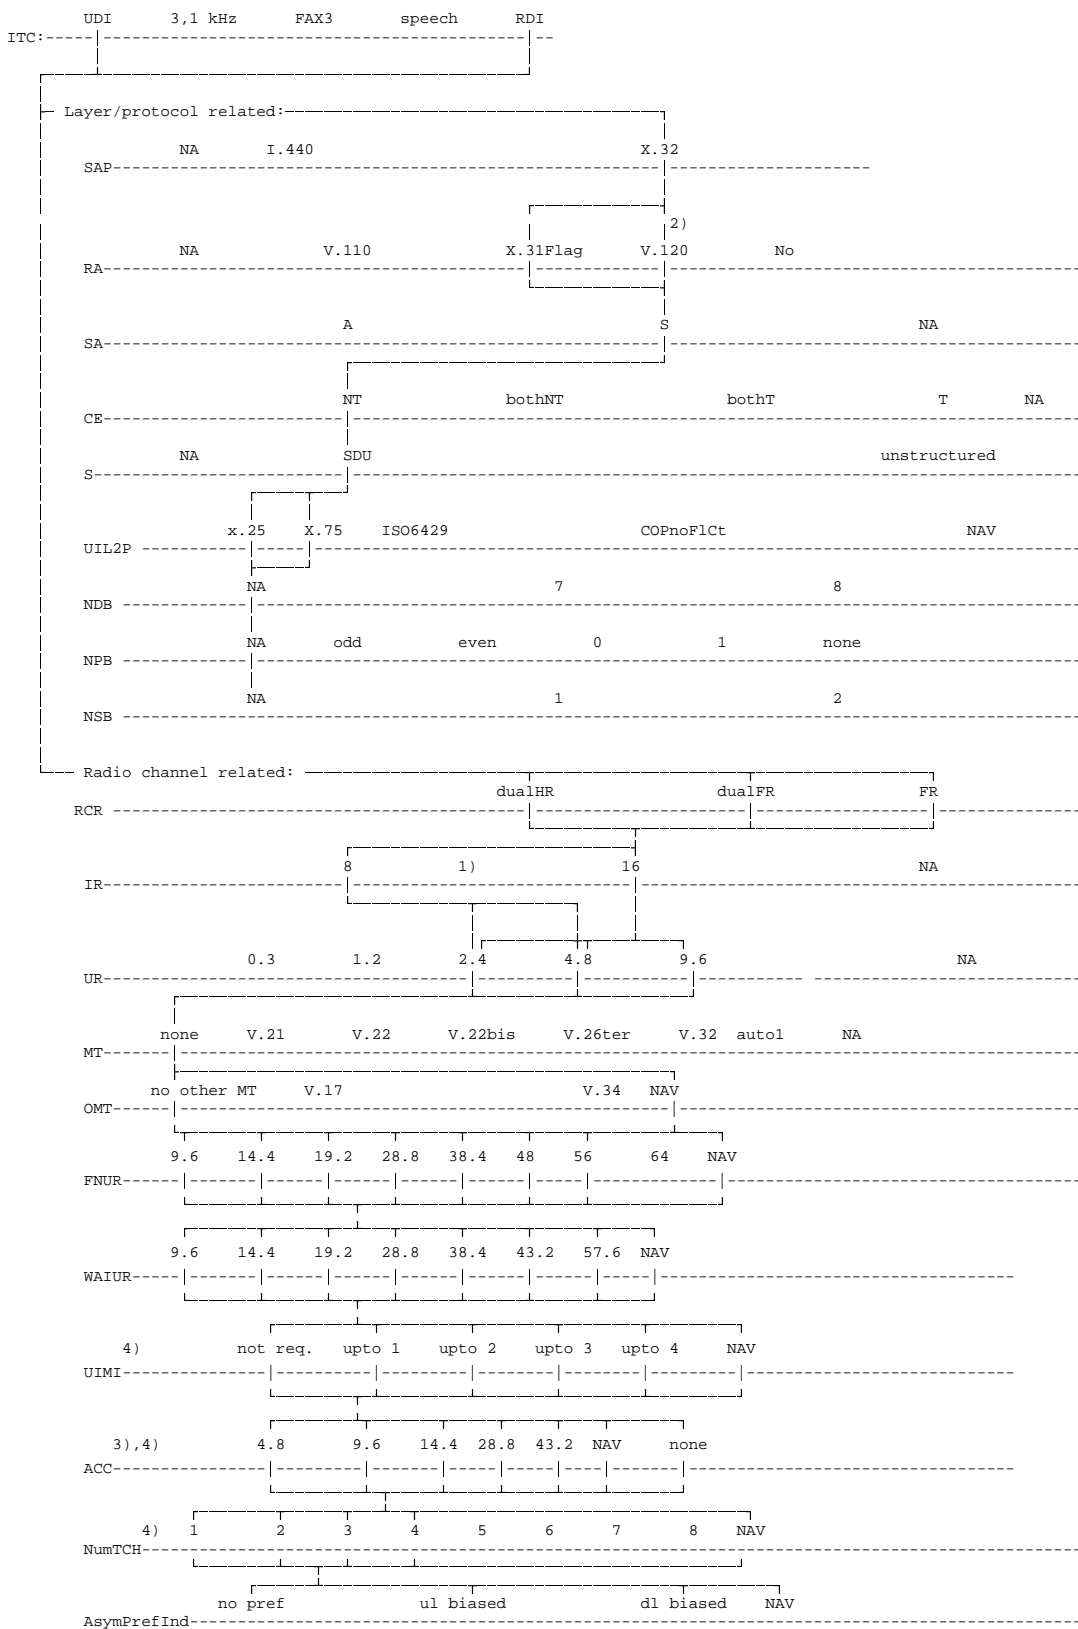 UDI 3,1 kHz FAX3 speech RDI
ITC:
Layer/protocol related:
NA I.440 X.32
SAP
2)
NA V.110 X.31Flag V.120 No
RA
A S NA
SA
NT bothNT bothT T NA
CE
NA SDU unstructured
S
x.25 X.75 ISO6429 COPnoFlCt NAV
UIL2P
NA 7 8
NDB
NA odd even 0 1 none
NPB
NA 1 2
NSB
Radio channel related:
dualHR dualFR FR
RCR
8 1) 16 NA
IR
0.3 1.2 2.4 4.8 9.6 NA
UR
none V.21 V.22 V.22bis V.26ter V.32 auto1 NA
MT
no other MT V.17 V.34 NAV
OMT
9.6 14.4 19.2 28.8 38.4 48 56 64 NAV
FNUR
9.6 14.4 19.2 28.8 38.4 43.2 57.6 NAV
WAIUR
4) not req. upto 1 upto 2 upto 3 upto 4 NAV
UIMI
3),4) 4.8 9.6 14.4 28.8 43.2 NAV none
ACC
4) 1 2 3 4 5 6 7 8 NAV
NumTCH
no pref ul biased dl biased NAV
AsymPrefInd